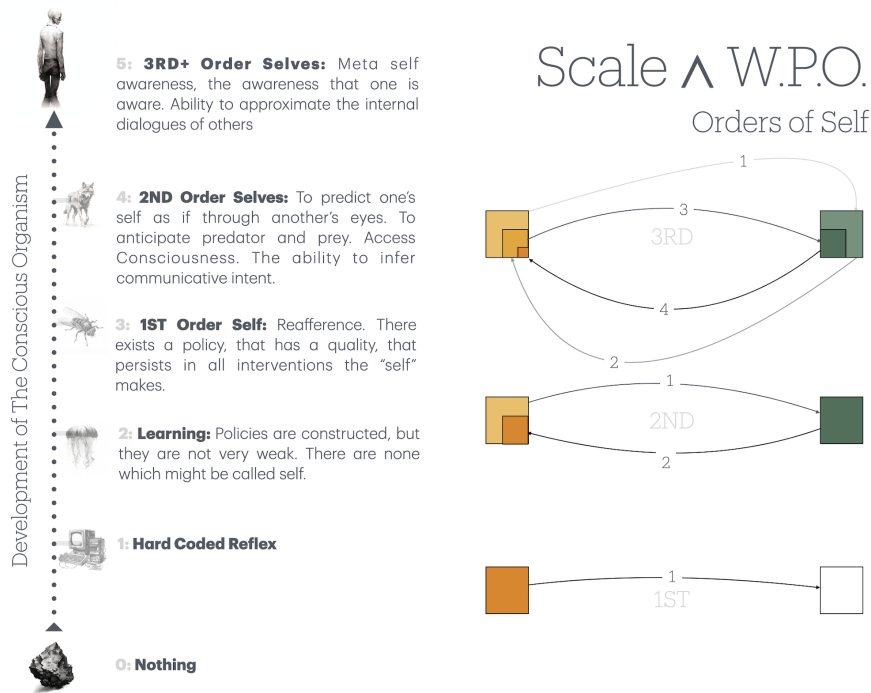 Scale ∧ W.P.O.
Orders of Self
Development of The Conscious Organism
5: 3RD+ Order Selves: Meta self
awareness, the awareness that one is
aware. Ability to approximate the internal
dialogues of others
4: 2ND Order Selves: To predict one's
self as if through another's eyes. To
anticipate predator and prey. Access
Consciousness. The ability to infer
communicative intent.
3: 1ST Order Self: Reafference. There
exists a policy, that has a quality, that
persists in all interventions the “self”
makes.
2: Learning: Policies are constructed, but
they are not very weak. There are none
which might be called self.
1: Hard Coded Reflex
0: Nothing
1
3
3RD
4
2
1
2ND
2
1
1ST